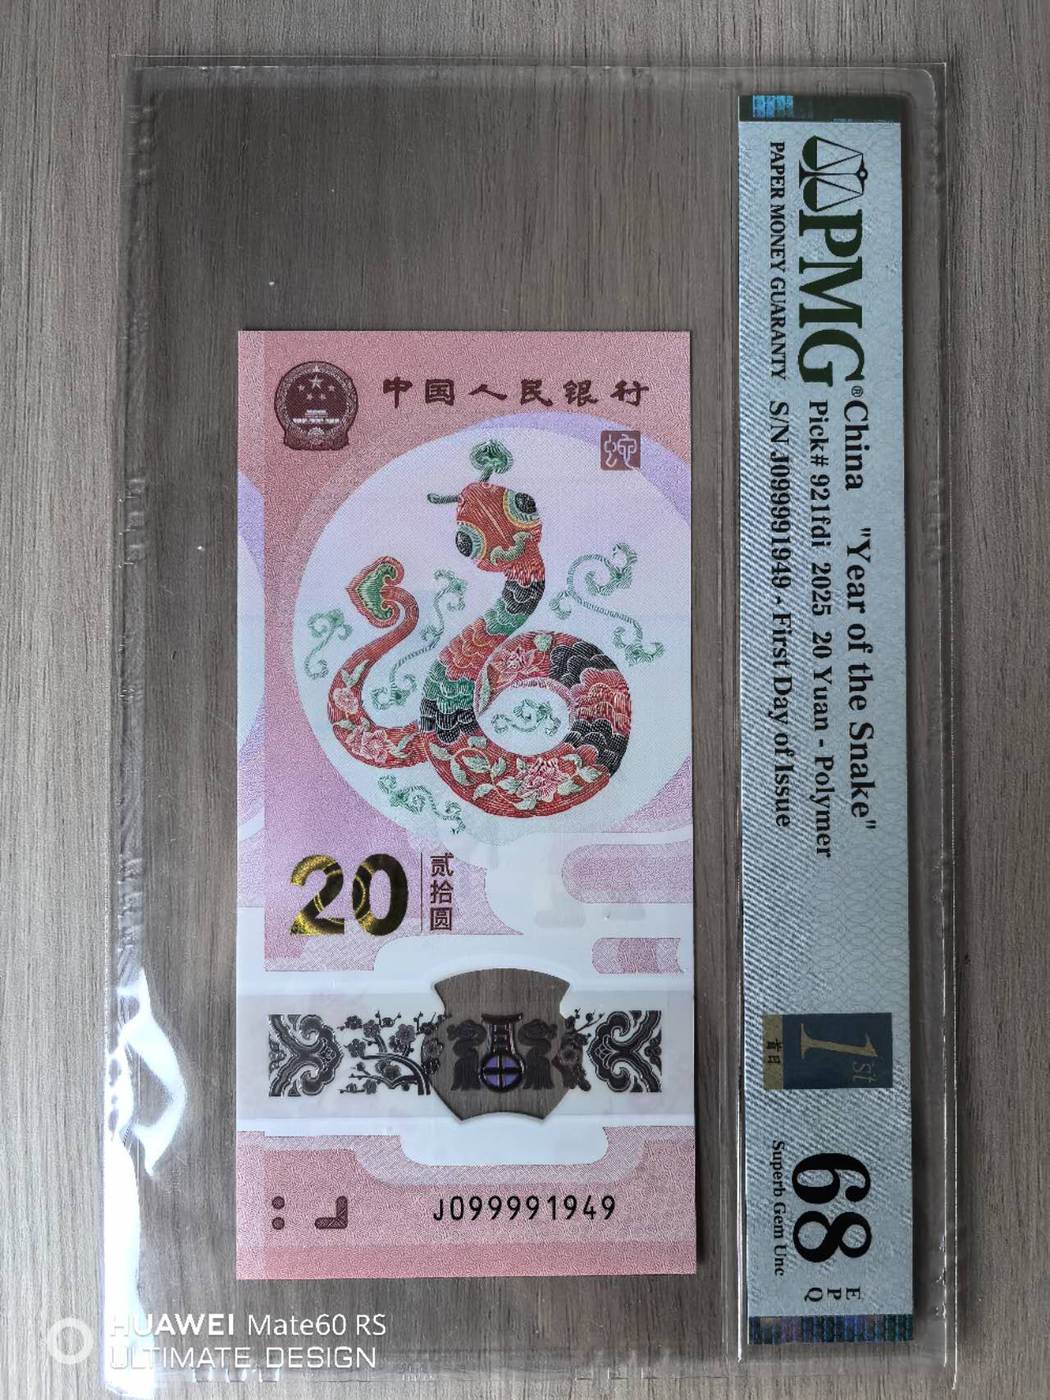 中国人民银行
蛇
20
贰拾圆
J099991949
PMG®
PAPER MONEY GUARANTY
China "Year of the Snake"
Pick# 921fdi 2025 20 Yuan - Polymer
S/N J099991949 - First Day of Issue
1st
首日
68
EPQ
Superb Gem Unc
HUAWEI Mate60 RS
ULTIMATE DESIGN